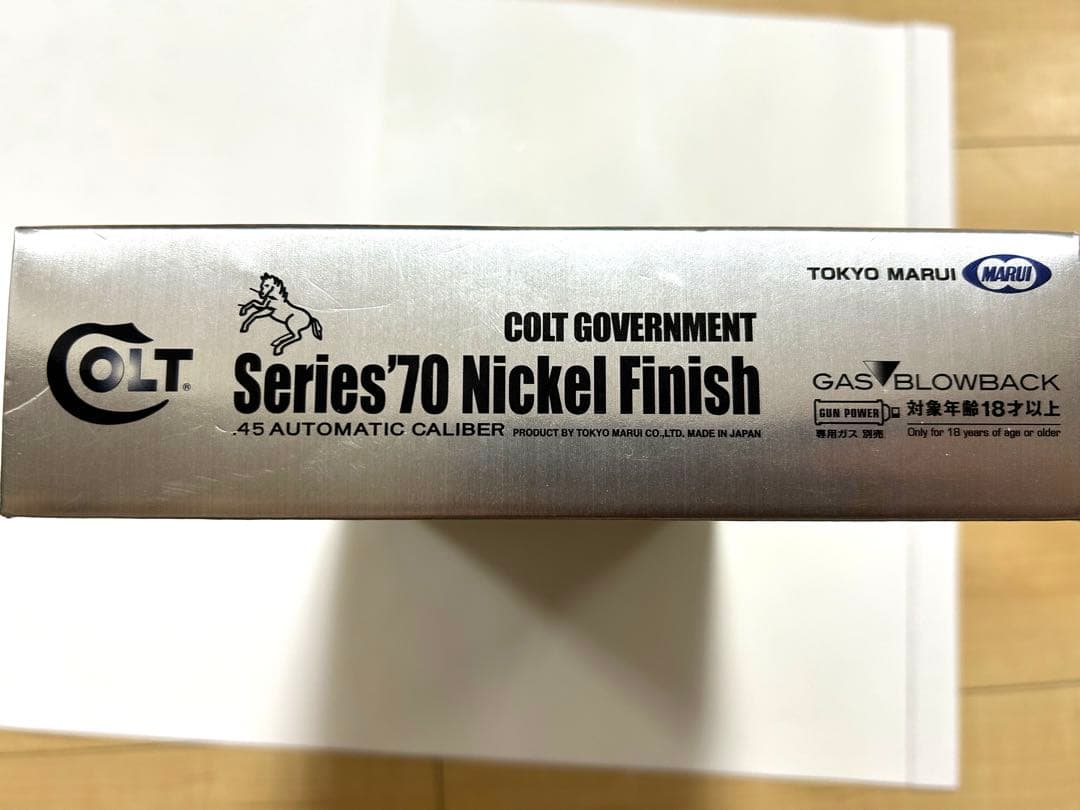 COLT®
COLT GOVERNMENT
Series'70 Nickel Finish
.45 AUTOMATIC CALIBER PRODUCT BY TOKYO MARUI CO.,LTD. MADE IN JAPAN
TOKYO MARUI MARUI
GAS BLOWBACK
GUN POWER 対象年齢18才以上
専用ガス 別売 Only for 18 years of age or older